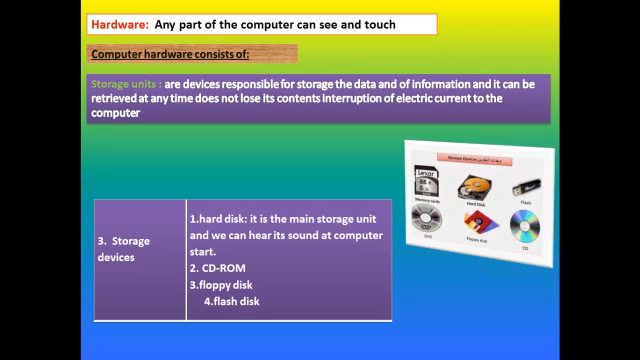 Hardware: Any part of the computer can see and touch
Computer hardware consists of:
Storage units : are devices responsible for storage the data and of information and it can be
retrieved at any time does not lose its contents interruption of electric current to the
computer
Storage Devices وحدات التخزين
Lexar
8
Memory cards
Hard Disk
Flash
DVD
CD
3. Storage
devices
1.hard disk: it is the main storage unit
and we can hear its sound at computer
start.
2. CD-ROM
3.floppy disk
4.flash disk